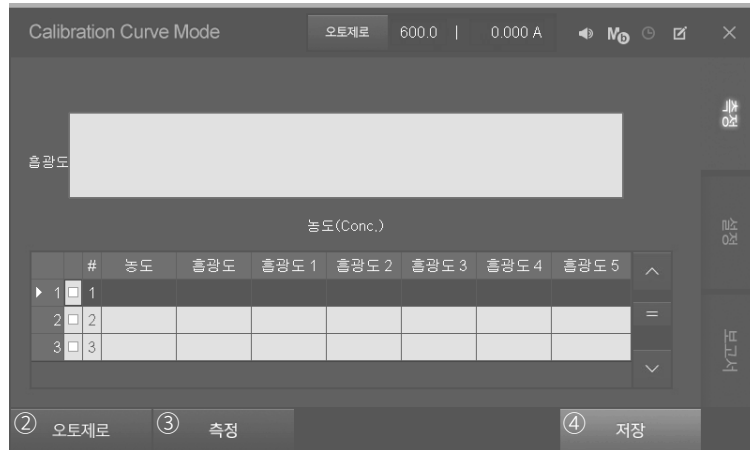 Calibration Curve Mode 오토제로 600.0 | 0.000 A
측정
흡광도
농도(Conc.)
설정
# 농도 흡광도 흡광도 1 흡광도 2 흡광도 3 흡광도 4 흡광도 5
1 1
2 2
3 3
보고서
② 오토제로 ③ 측정 ④ 저장